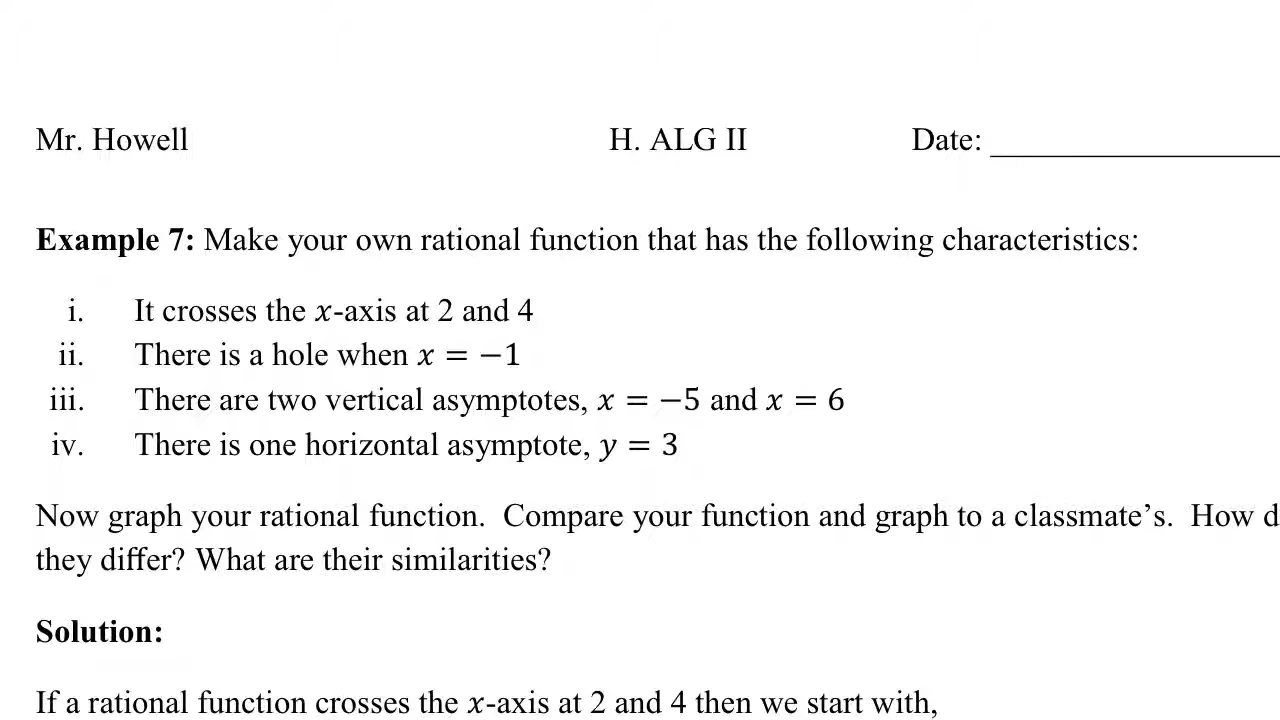 Mr. Howell H. ALG II Date: ____________________
Example 7: Make your own rational function that has the following characteristics:
i. It crosses the x-axis at 2 and 4
ii. There is a hole when x = −1
iii. There are two vertical asymptotes, x = −5 and x = 6
iv. There is one horizontal asymptote, y = 3
Now graph your rational function. Compare your function and graph to a classmate’s. How d
they differ? What are their similarities?
Solution:
If a rational function crosses the x-axis at 2 and 4 then we start with,